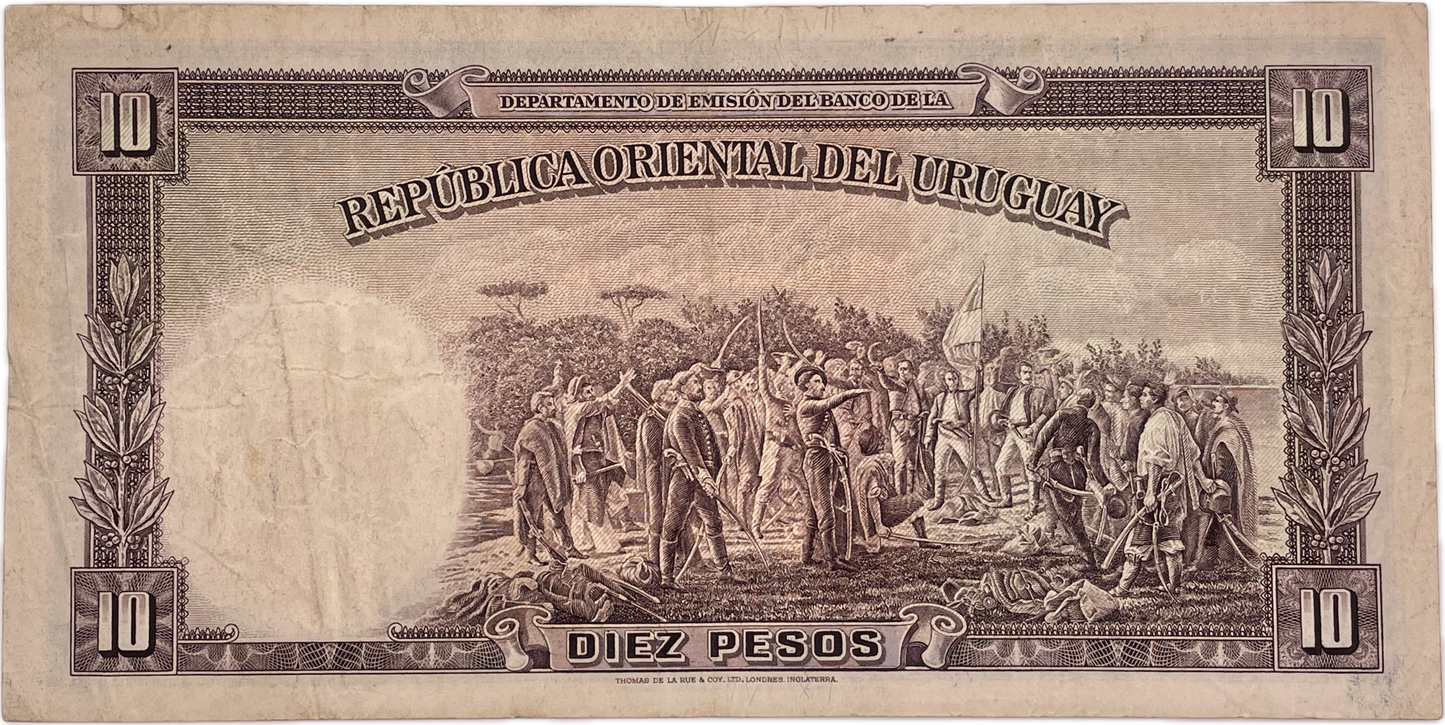 10
DEPARTAMENTO DE EMISIÓN DEL BANCO DE LA
10
REPÚBLICA ORIENTAL DEL URUGUAY
10
DIEZ PESOS
10
THOMAS DE LA RUE & COY. LTD. LONDRES. INGLATERRA.